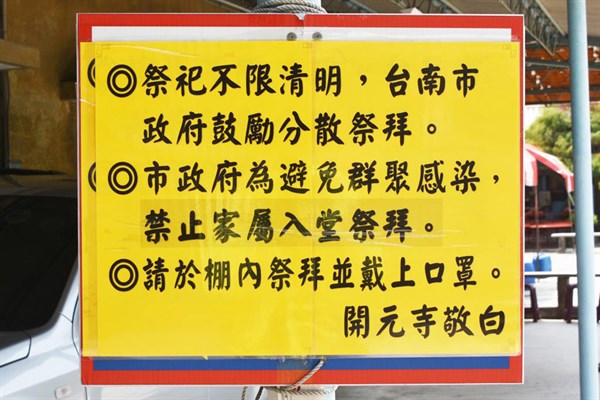 ◎祭祀不限清明，台南市
政府鼓勵分散祭拜。
◎市政府為避免群聚感染，
禁止家屬入堂祭拜。
◎請於棚內祭拜並戴上口罩。
開元寺敬白